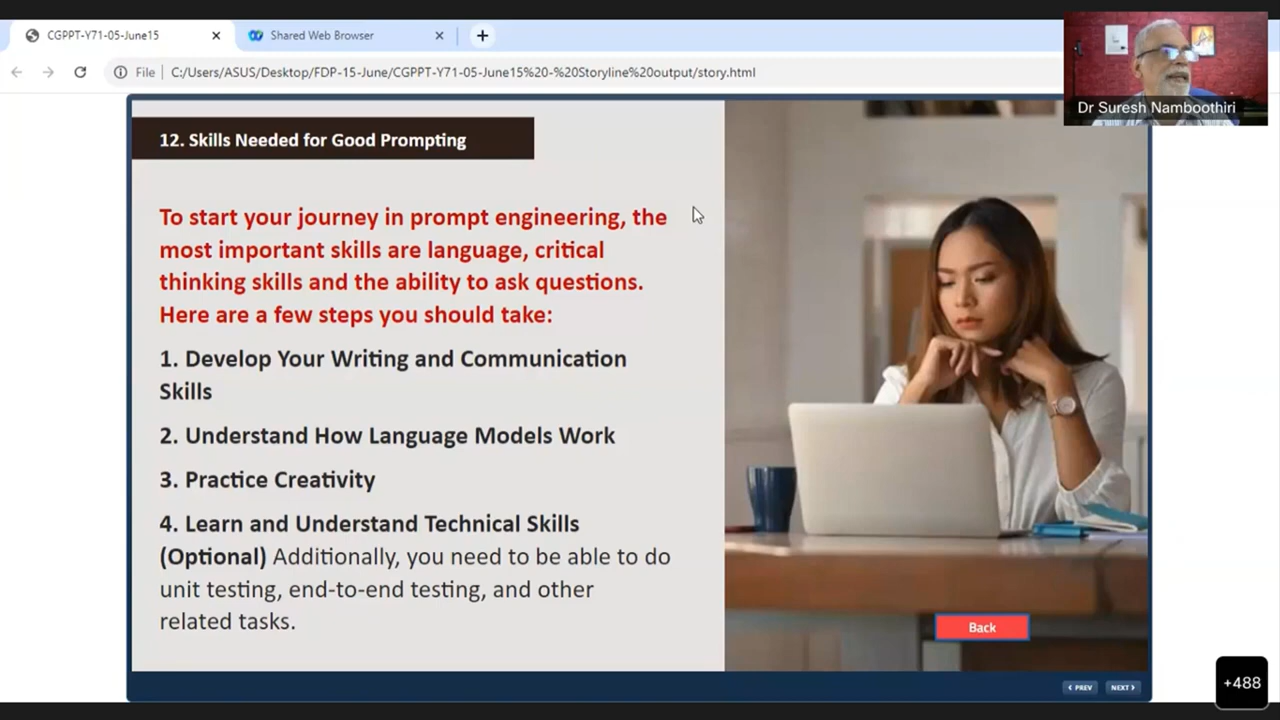 CGPPT-Y71-05-June15
Shared Web Browser
File
C:/Users/ASUS/Desktop/FDP-15-June/CGPPT-Y71-05-June15%20-%20Storyline%20output/story.html
Dr Suresh Namboothiri
12. Skills Needed for Good Prompting
To start your journey in prompt engineering, the
most important skills are language, critical
thinking skills and the ability to ask questions.
Here are a few steps you should take:
1. Develop Your Writing and Communication
Skills
2. Understand How Language Models Work
3. Practice Creativity
4. Learn and Understand Technical Skills
(Optional) Additionally, you need to be able to do
unit testing, end-to-end testing, and other
related tasks.
Back
PREV
NEXT
+488